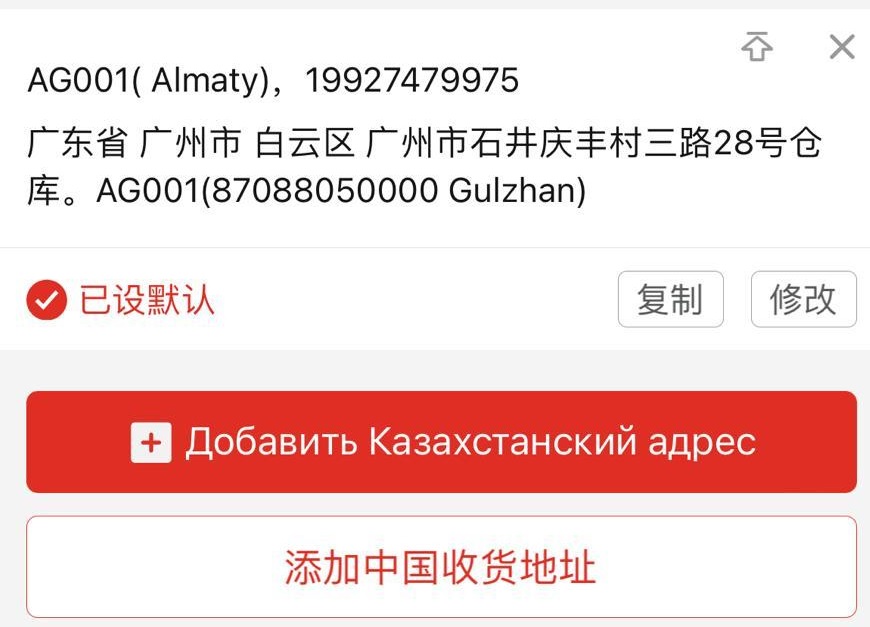 AG001( Almaty)，19927479975
广东省 广州市 白云区 广州市石井庆丰村三路28号仓
库。AG001(87088050000 Gulzhan)
已设默认
复制
修改
Добавить Казахстанский адрес
添加中国收货地址